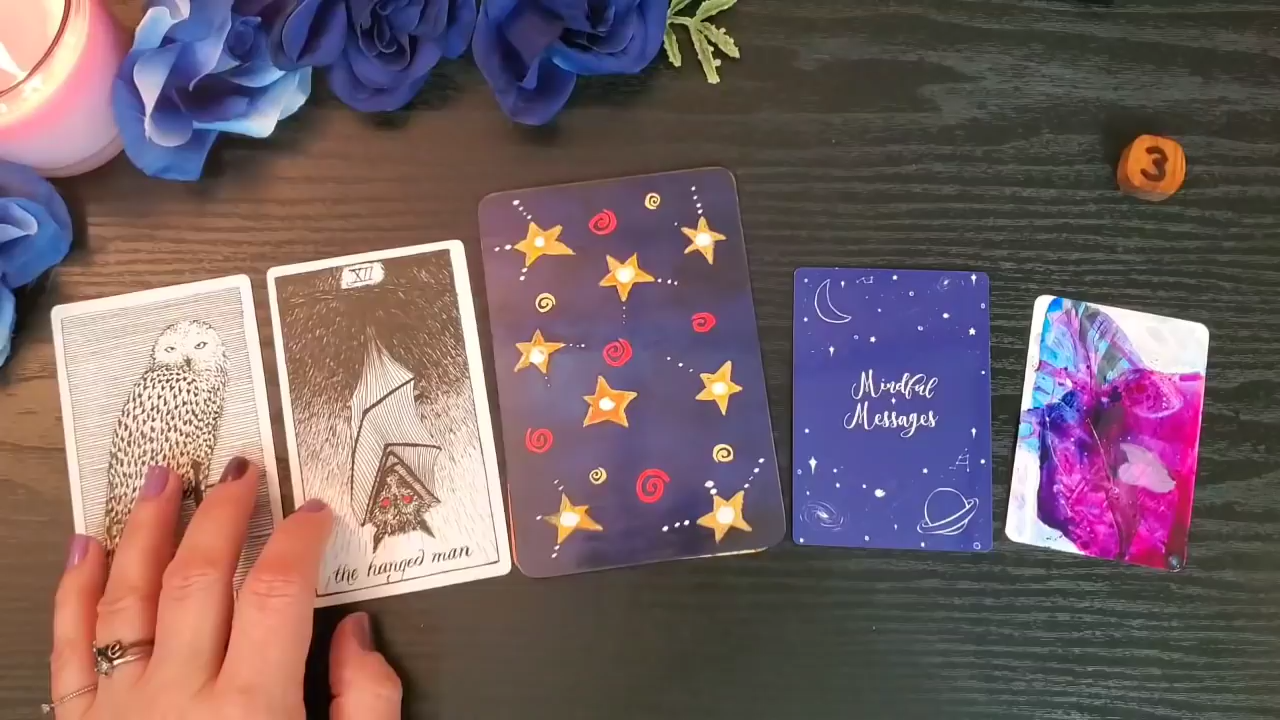 XII
the hanged man
Mindful
Messages
3